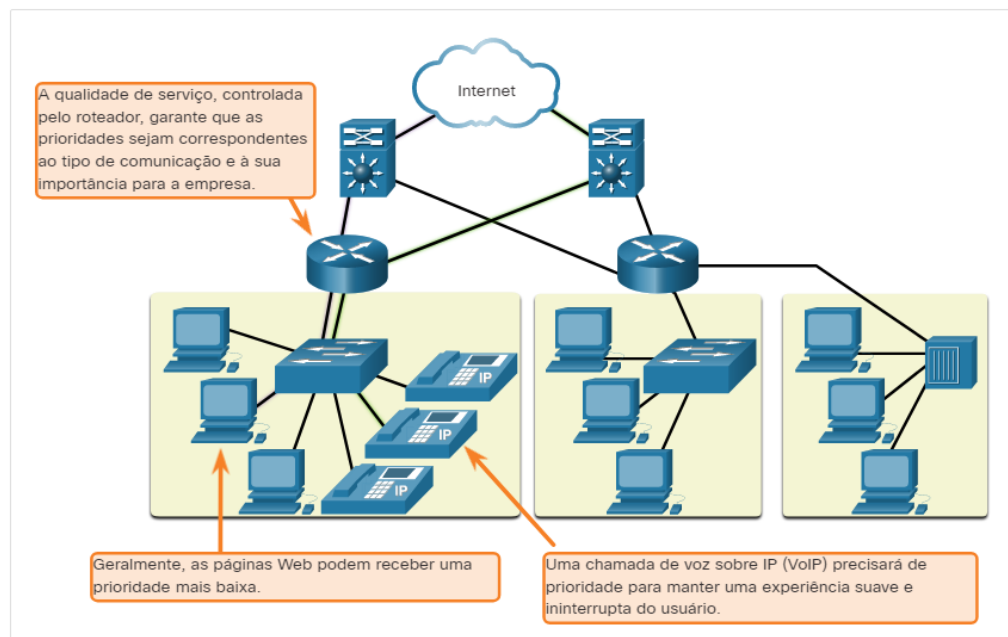 Internet
A qualidade de serviço, controlada
pelo roteador, garante que as
prioridades sejam correspondentes
ao tipo de comunicação e à sua
importância para a empresa.
IP
IP
IP
Geralmente, as páginas Web podem receber uma
prioridade mais baixa.
Uma chamada de voz sobre IP (VoIP) precisará de
prioridade para manter uma experiência suave e
ininterrupta do usuário.